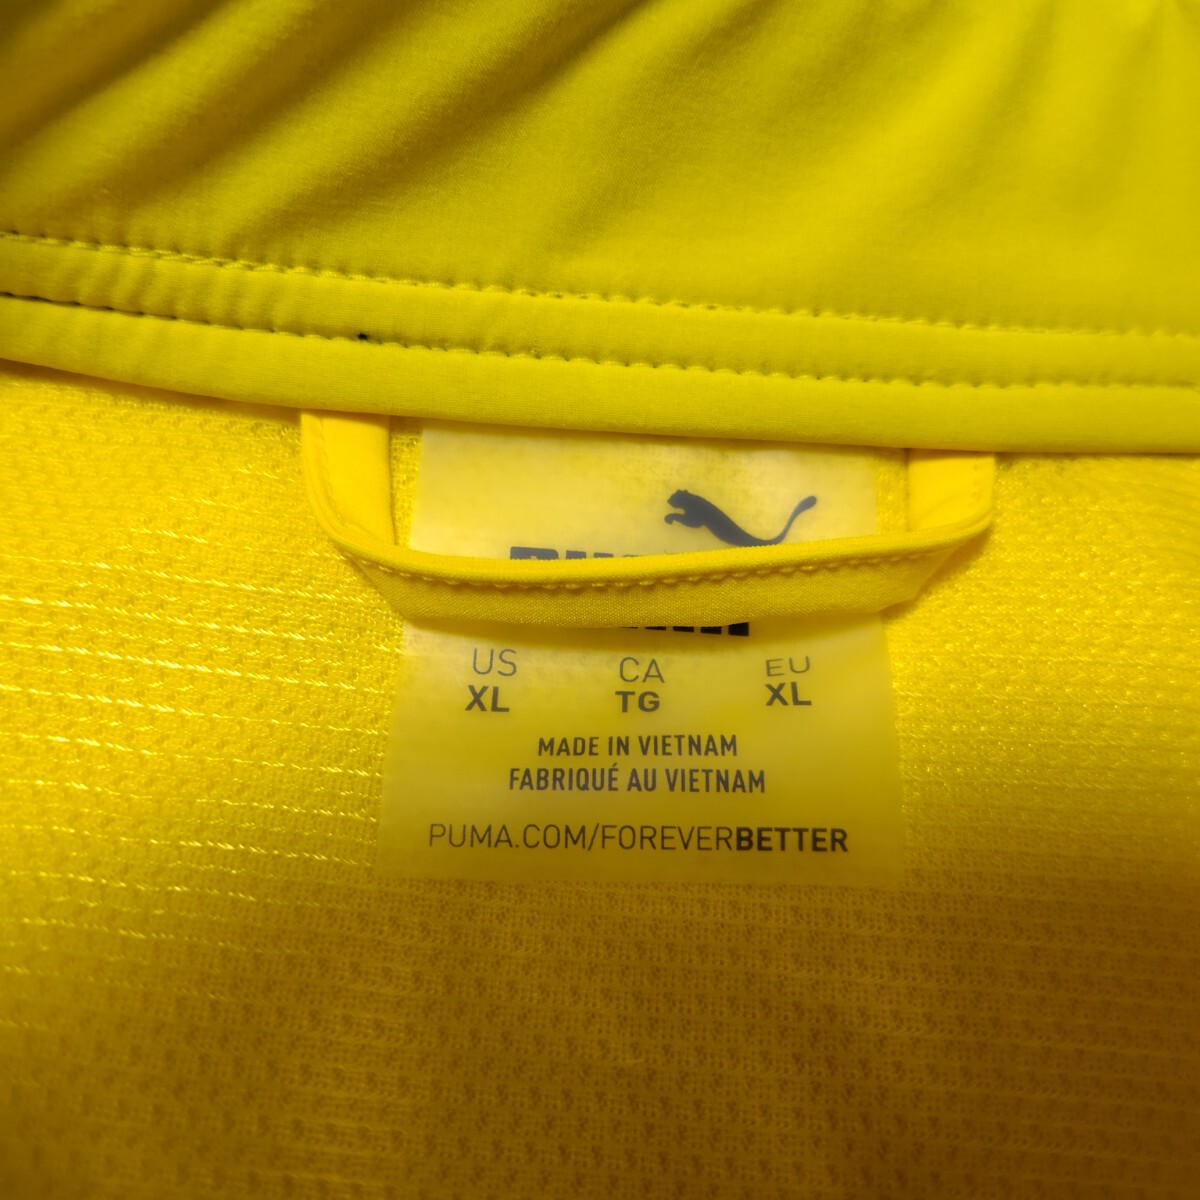 US CA EU
XL TG XL
MADE IN VIETNAM
FABRIQUÉ AU VIETNAM
PUMA.COM/FOREVERBETTER